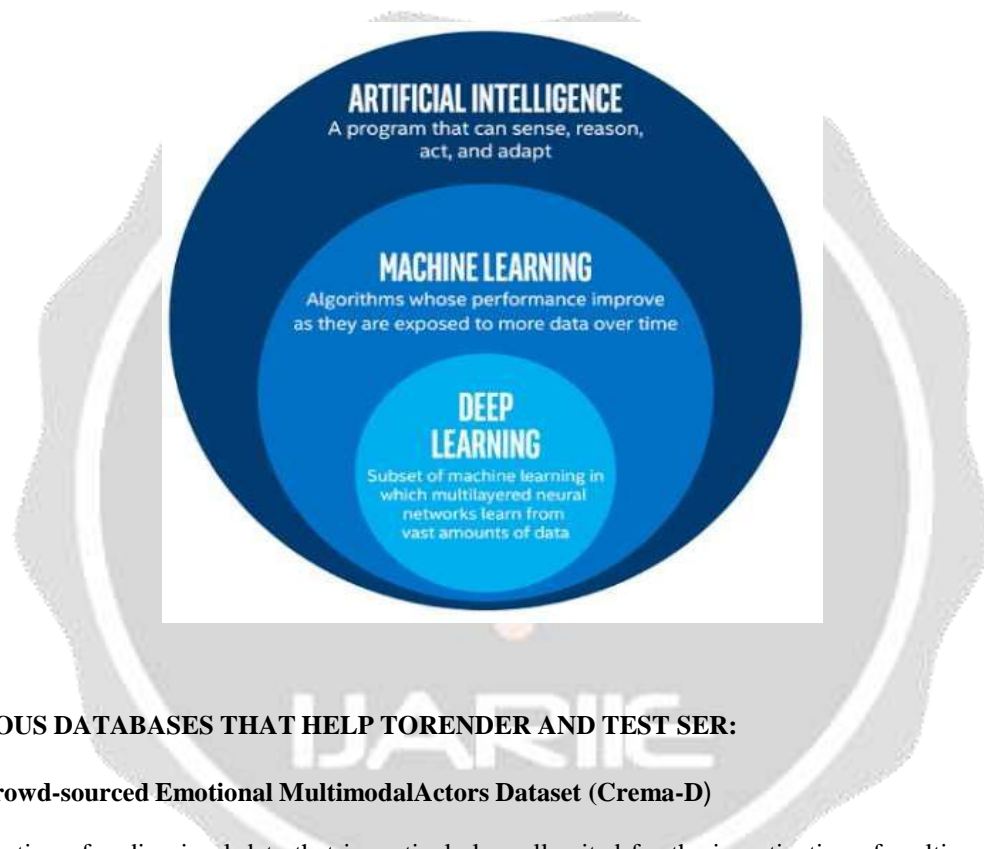 ARTIFICIAL INTELLIGENCE
A program that can sense, reason,
act, and adapt
MACHINE LEARNING
Algorithms whose performance improve
as they are exposed to more data over time
DEEP
LEARNING
Subset of machine learning in
which multilayered neural
networks learn from
vast amounts of data
IJARIIE
OUS DATABASES THAT HELP TORENDER AND TEST SER:
rowd-sourced Emotional MultimodalActors Dataset (Crema-D)